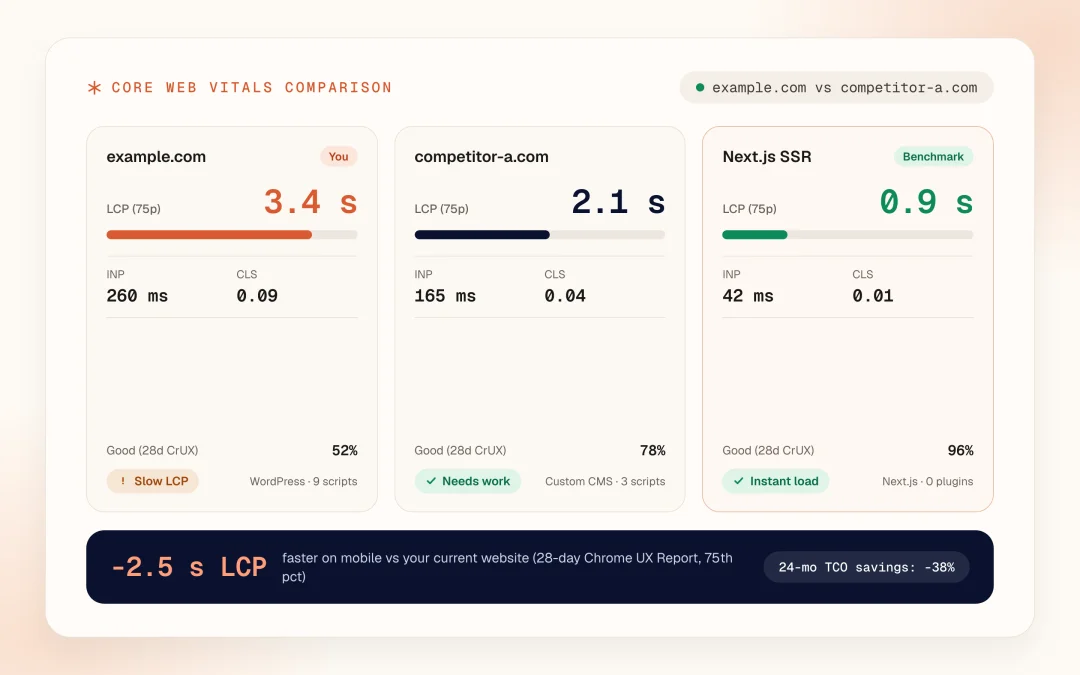 CORE WEB VITALS COMPARISON
example.com vs competitor-a.com
example.com
You
LCP (75p)
3.4 s
INP
CLS
260 ms
0.09
Good (28d CrUX)
52%
! Slow LCP
WordPress · 9 scripts
competitor-a.com
LCP (75p)
2.1 s
INP
CLS
165 ms
0.04
Good (28d CrUX)
78%
✓ Needs work
Custom CMS · 3 scripts
Next.js SSR
Benchmark
LCP (75p)
0.9 s
INP
CLS
42 ms
0.01
Good (28d CrUX)
96%
✓ Instant load
Next.js · 0 plugins
-2.5 s LCP
faster on mobile vs your current website (28-day Chrome UX Report, 75th
pct)
24-mo TCO savings: -38%